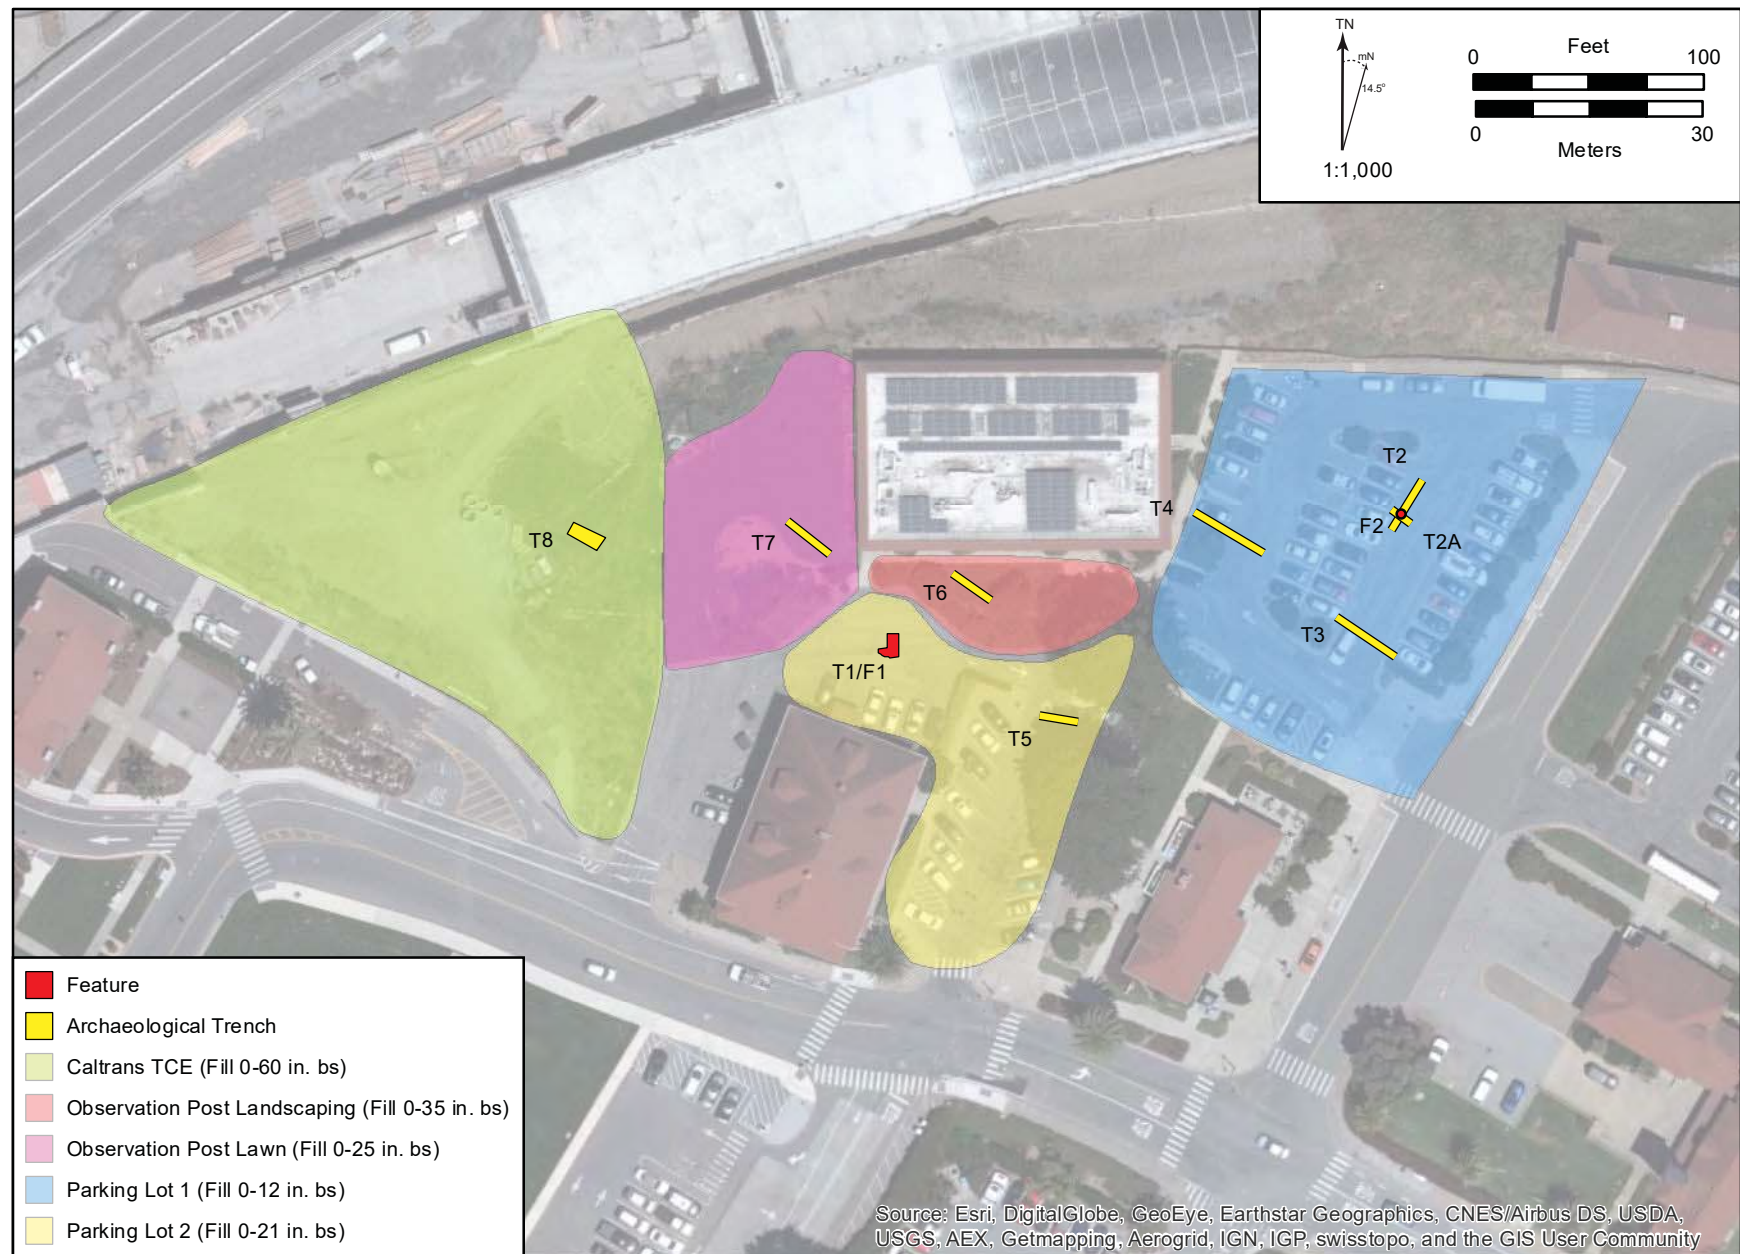 TN
mN
14.5°
1:1,000
Feet
0 100
0 30
Meters
T2
T4
F2
T2A
T8
T7
T6
T3
T1/F1
T5
Feature
Archaeological Trench
Caltrans TCE (Fill 0-60 in. bs)
Observation Post Landscaping (Fill 0-35 in. bs)
Observation Post Lawn (Fill 0-25 in. bs)
Parking Lot 1 (Fill 0-12 in. bs)
Parking Lot 2 (Fill 0-21 in. bs)
Source: Esri, DigitalGlobe, GeoEye, Earthstar Geographics, CNES/Airbus DS, USDA,
USGS, AEX, Getmapping, Aerogrid, IGN, IGP, swisstopo, and the GIS User Community